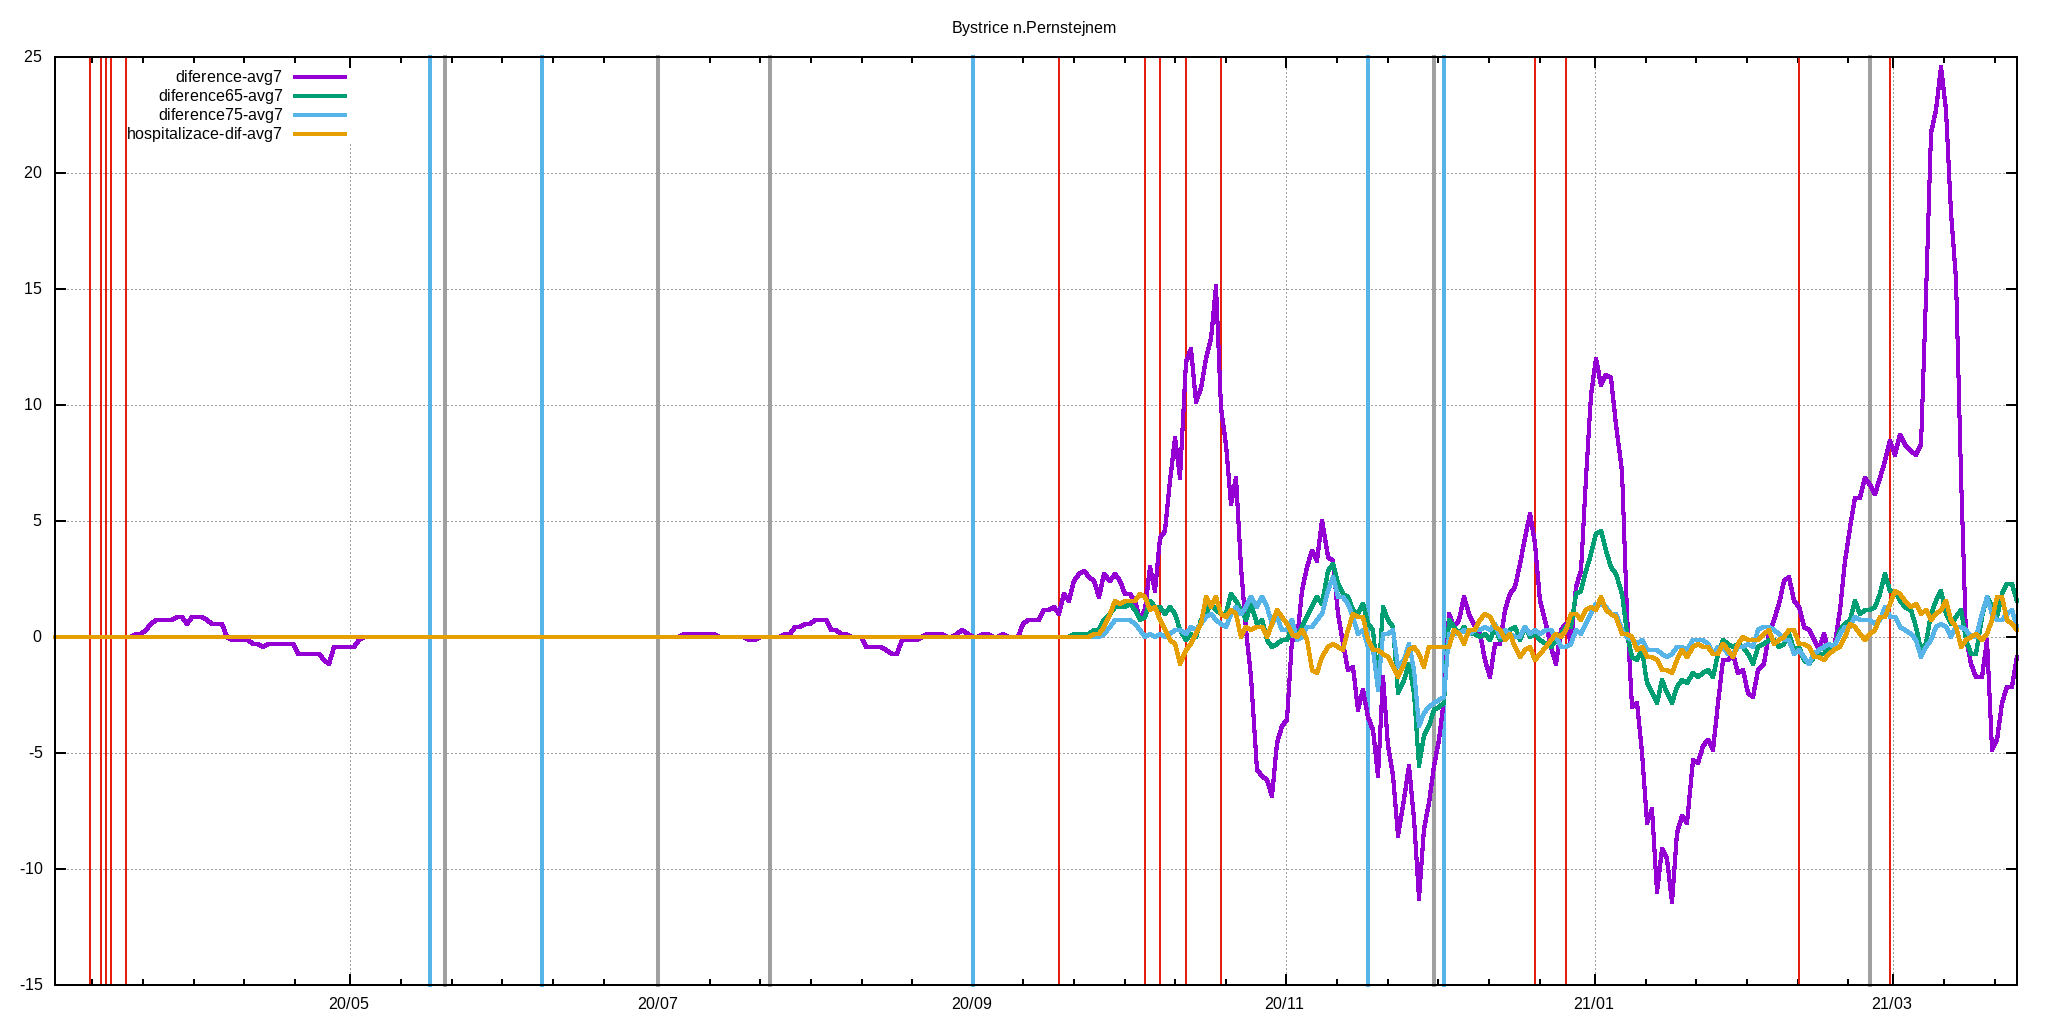 Bystrice n.Pernstejnem
25
diference-avg7
diference65-avg7
diference75-avg7
hospitalizace-dif-avg7
20
15
10
5
0
-5
-10
-15
20/05 20/07 20/09 20/11 21/01 21/03